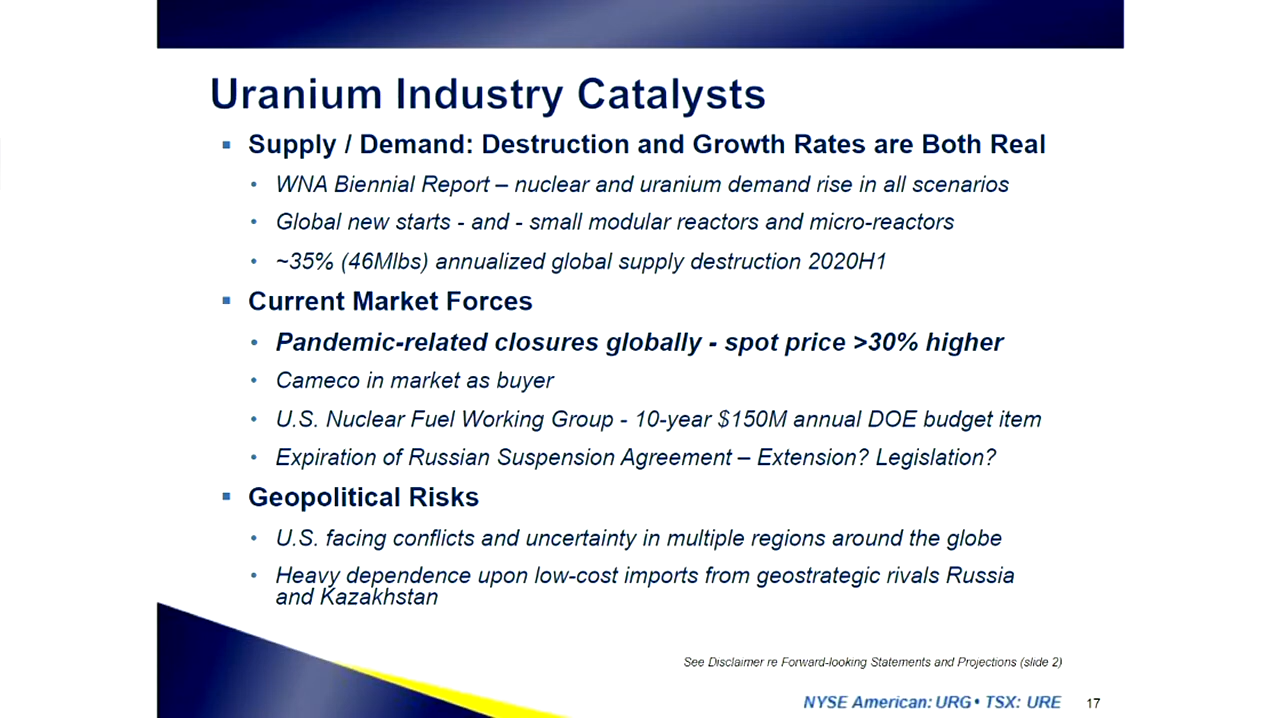 Uranium Industry Catalysts
▪ Supply / Demand: Destruction and Growth Rates are Both Real
• WNA Biennial Report – nuclear and uranium demand rise in all scenarios
• Global new starts - and - small modular reactors and micro-reactors
• ~35% (46Mlbs) annualized global supply destruction 2020H1
▪ Current Market Forces
• Pandemic-related closures globally - spot price >30% higher
• Cameco in market as buyer
• U.S. Nuclear Fuel Working Group - 10-year $150M annual DOE budget item
• Expiration of Russian Suspension Agreement – Extension? Legislation?
▪ Geopolitical Risks
• U.S. facing conflicts and uncertainty in multiple regions around the globe
• Heavy dependence upon low-cost imports from geostrategic rivals Russia
and Kazakhstan
See Disclaimer re Forward-looking Statements and Projections (slide 2)
NYSE American: URG • TSX: URE 17